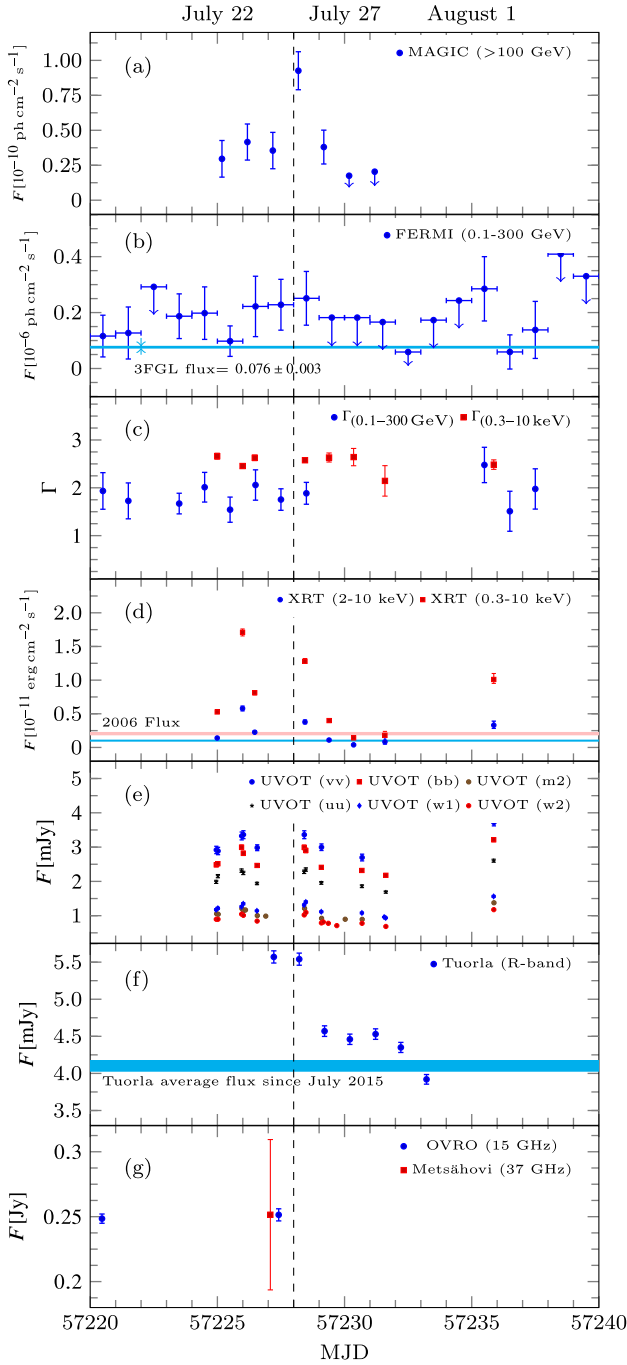 July 22 July 27 August 1
(a)
MAGIC (>100 GeV)
1.00
0.75
0.50
0.25
0
F[10⁻¹⁰ ph cm⁻² s⁻¹]
(b)
FERMI (0.1-300 GeV)
0.4
0.2
0
F[10⁻⁶ ph cm⁻² s⁻¹]
3FGL flux= 0.076 ± 0.003
(c)
Γ(0.1−300 GeV) Γ(0.3−10 keV)
3
2
1
Γ
(d)
XRT (2-10 keV) XRT (0.3-10 keV)
2.0
1.5
1.0
0.5
0
F[10⁻¹¹ erg cm⁻² s⁻¹]
2006 Flux
(e)
UVOT (vv) UVOT (bb) UVOT (m2)
UVOT (uu) UVOT (w1) UVOT (w2)
5
4
3
2
1
0
F[mJy]
(f)
Tuorla (R-band)
5.5
5.0
4.5
4.0
3.5
F[mJy]
Tuorla average flux since July 2015
(g)
OVRO (15 GHz)
Metsähovi (37 GHz)
0.3
0.25
0.2
F[Jy]
57220 57225 57230 57235 57240
MJD